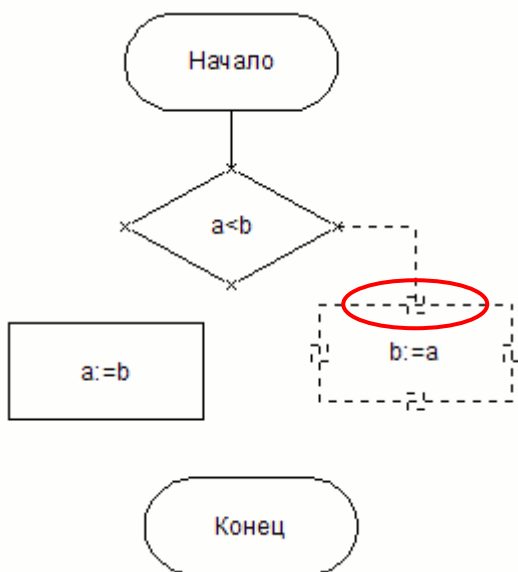 Начало
a<b
a:=b
b:=a
Конец